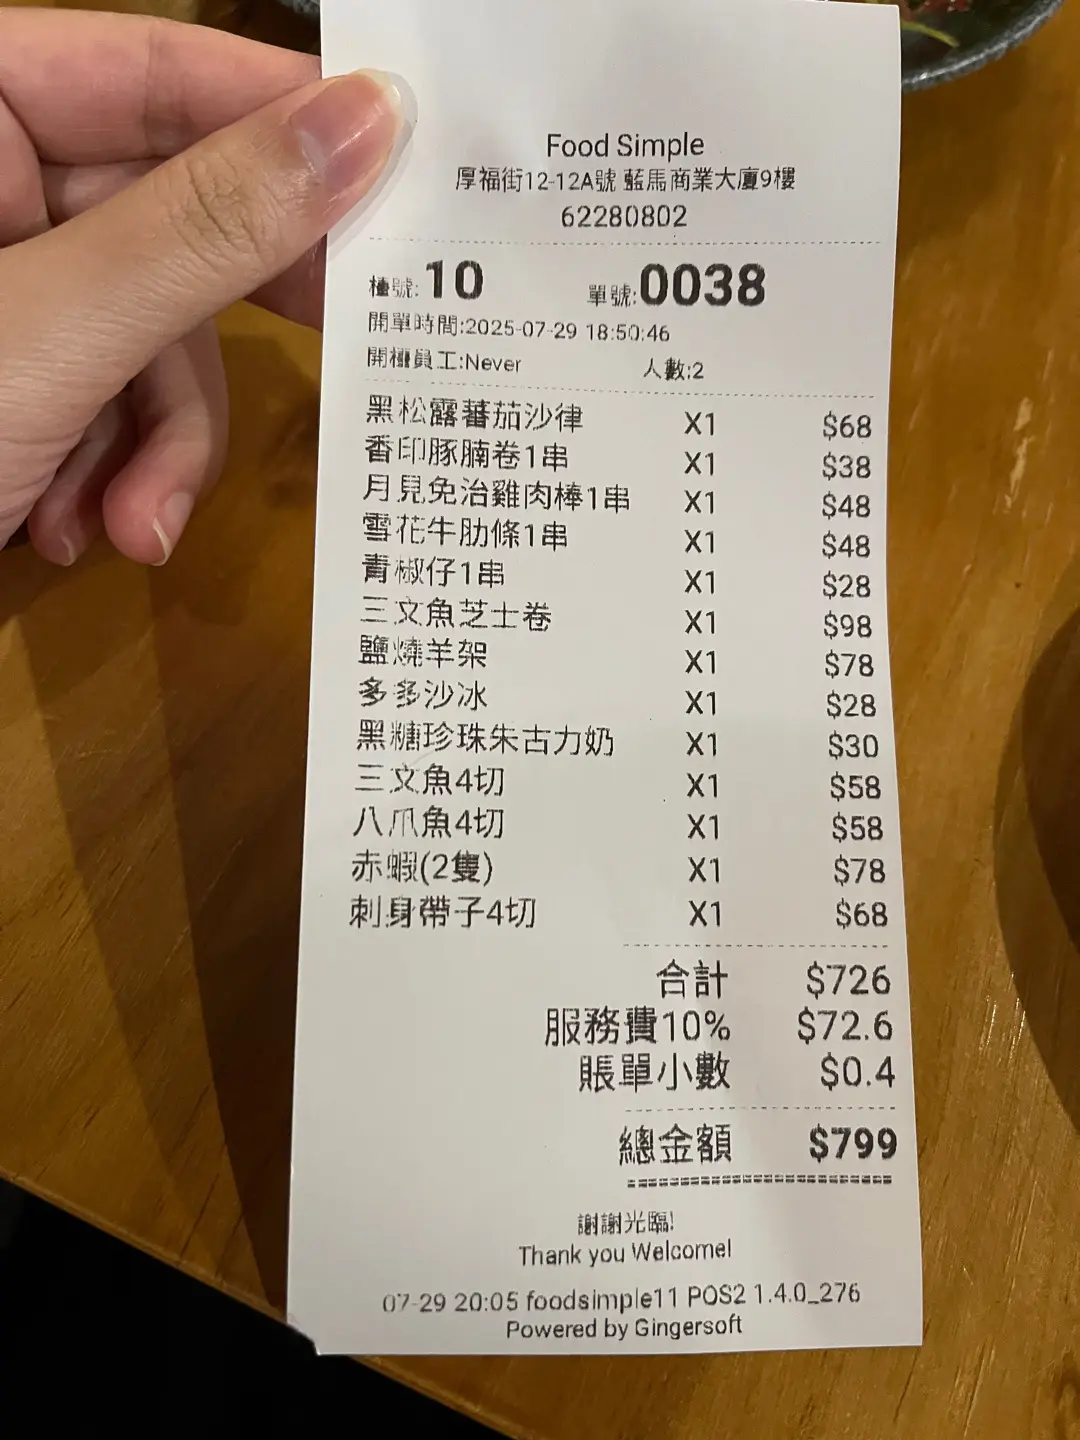 Food Simple
厚福街12-12A號 藍馬商業大廈9樓
62280802
檯號:10 單號:0038
開單時間:2025-07-29 18:50:46
開檯員工:Never 人數:2
黑松露蕃茄沙律 X1 $68
香印豚腩卷1串 X1 $38
月見免治雞肉棒1串 X1 $48
雪花牛肋條1串 X1 $48
青椒仔1串 X1 $28
三文魚芝士卷 X1 $98
鹽燒羊架 X1 $78
多多沙冰 X1 $28
黑糖珍珠朱古力奶 X1 $30
三文魚4切 X1 $58
八爪魚4切 X1 $58
赤蝦(2隻) X1 $78
刺身帶子4切 X1 $68
合計 $726
服務費10% $72.6
賬單小數 $0.4
總金額 $799
謝謝光臨!
Thank you Welcome!
07-29 20:05 foodsimple11 POS2 1.4.0_276
Powered by Gingersoft